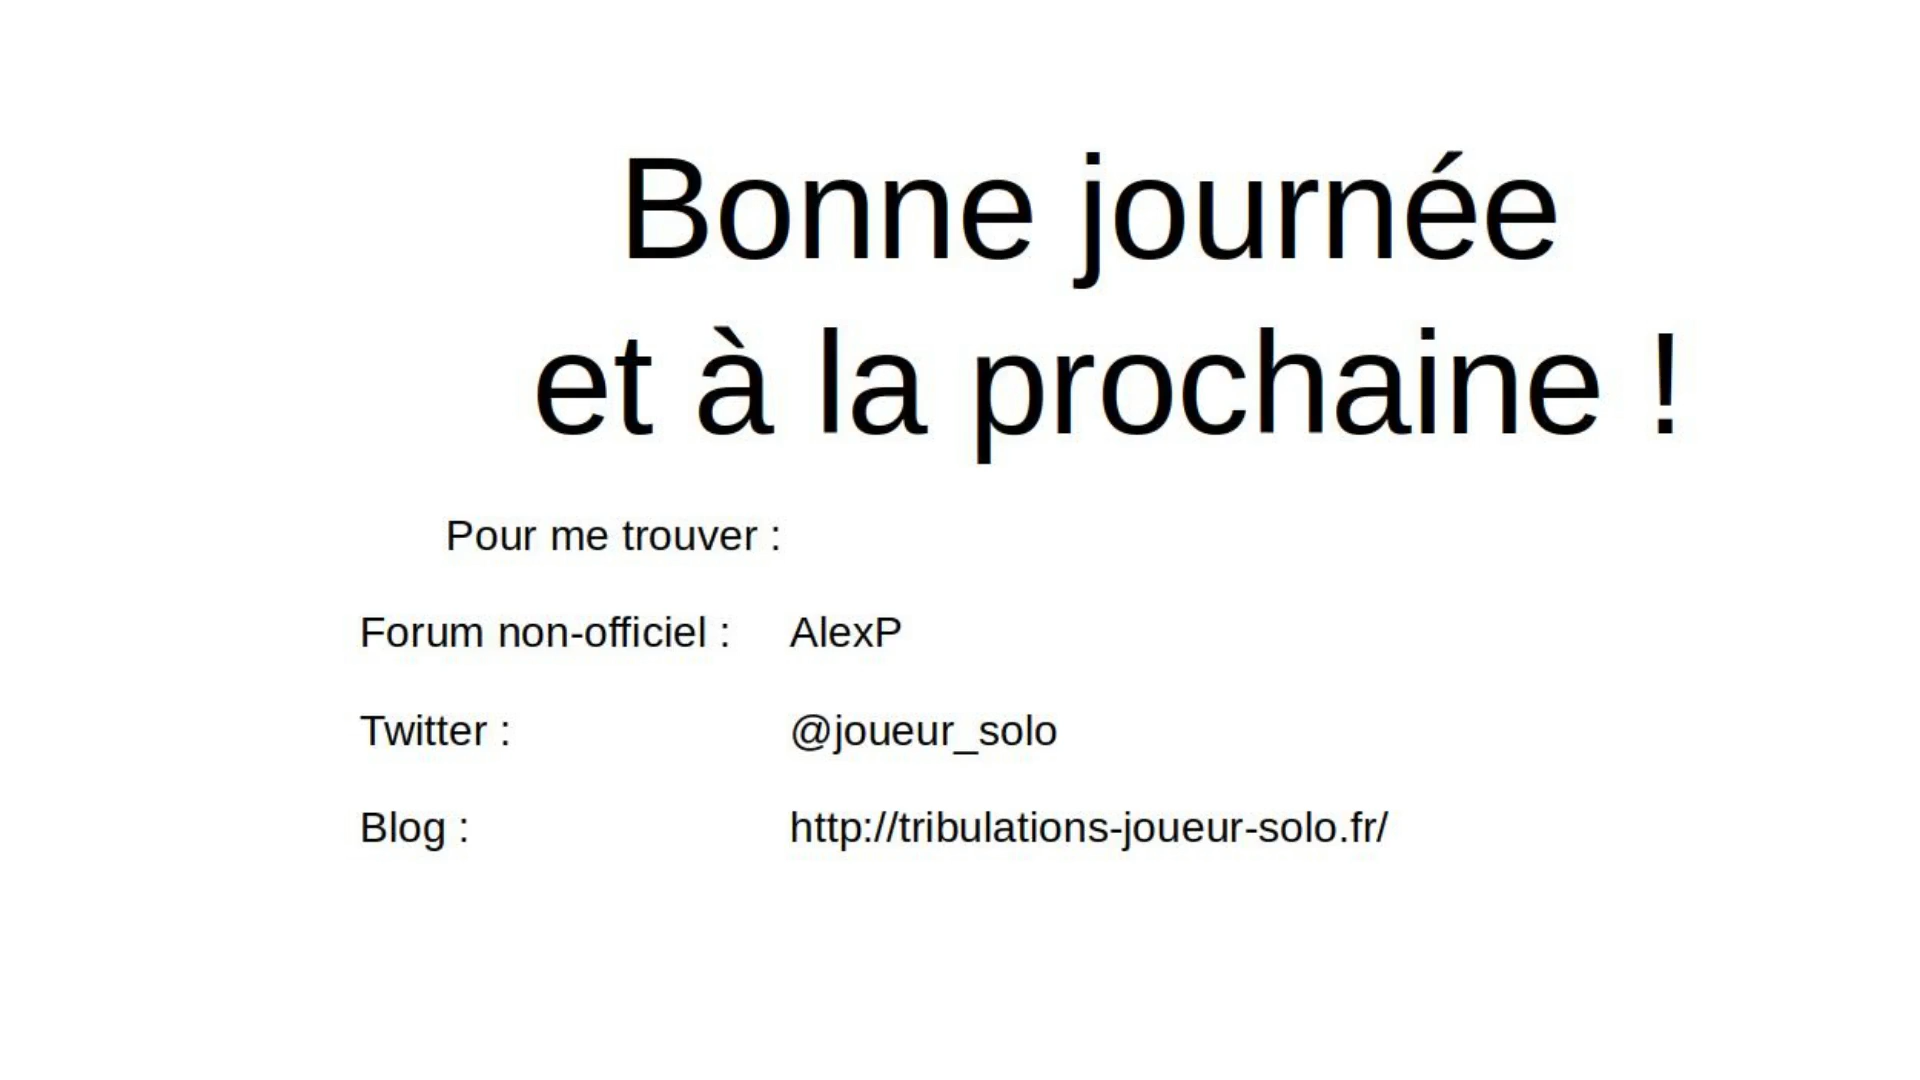 Bonne journée
et à la prochaine !
Pour me trouver :
Forum non-officiel : AlexP
Twitter : @joueur_solo
Blog : http://tribulations-joueur-solo.fr/